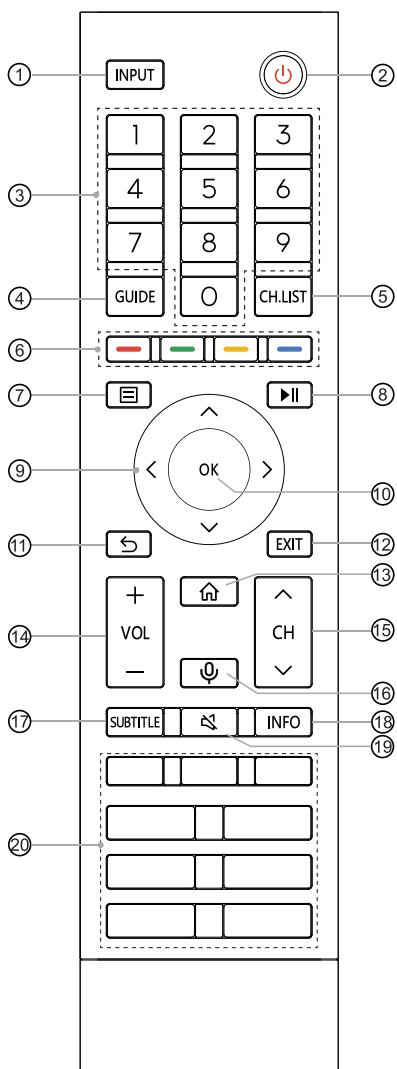 ① INPUT ②
1 2 3
③ 4 5 6
7 8 9
④ GUIDE 0 CH.LIST ⑤
⑥
⑦ ⑧
⑨ OK
⑩
⑪ EXIT ⑫
⑬
+
⑭ VOL CH ⑮
—
⑯
⑰ SUBTITLE INFO ⑱
⑲
⑳